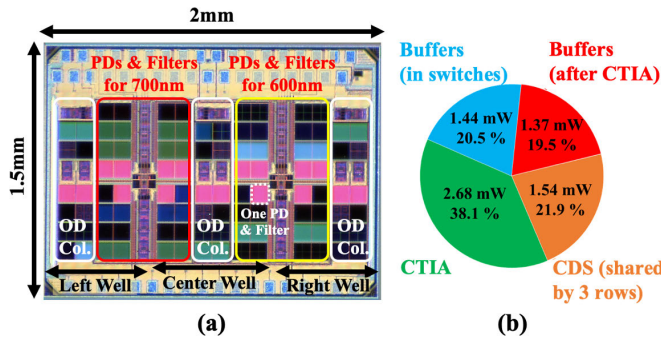 2mm
1.5mm
PDs & Filters
for 700nm
PDs & Filters
for 600nm
OD
Col.
OD
Col.
One PD
& Filter
OD
Col.
Left Well
Center Well
Right Well
(a)
Buffers
(in switches)
Buffers
(after CTIA)
1.44 mW
20.5 %
1.37 mW
19.5 %
2.68 mW
38.1 %
1.54 mW
21.9 %
CTIA
CDS (shared
by 3 rows)
(b)